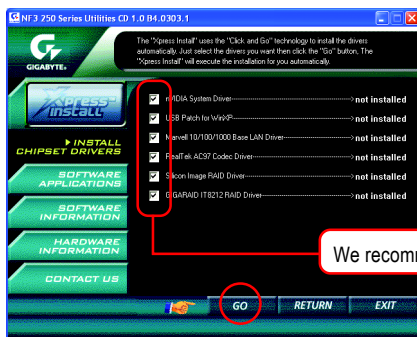 NF3 250 Series Utilities CD 1.0 B4.0303.1
GIGABYTE
The "Xpress Install" uses the "Click and Go" technology to install the drivers
automatically. Just select the drivers you want then click the "Go" button. The
"Xpress Install" will execute the installation for you automatically.
Xpress Install
INSTALL CHIPSET DRIVERS
SOFTWARE APPLICATIONS
SOFTWARE INFORMATION
HARDWARE INFORMATION
CONTACT US
nVIDIA System Driver not installed
USB Patch for WinXP not installed
Marvell 10/100/1000 Base LAN Driver not installed
RealTek AC97 Codec Driver not installed
Silicon Image RAID Driver not installed
GIGARAID IT8212 RAID Driver not installed
We recomm
GO RETURN EXIT